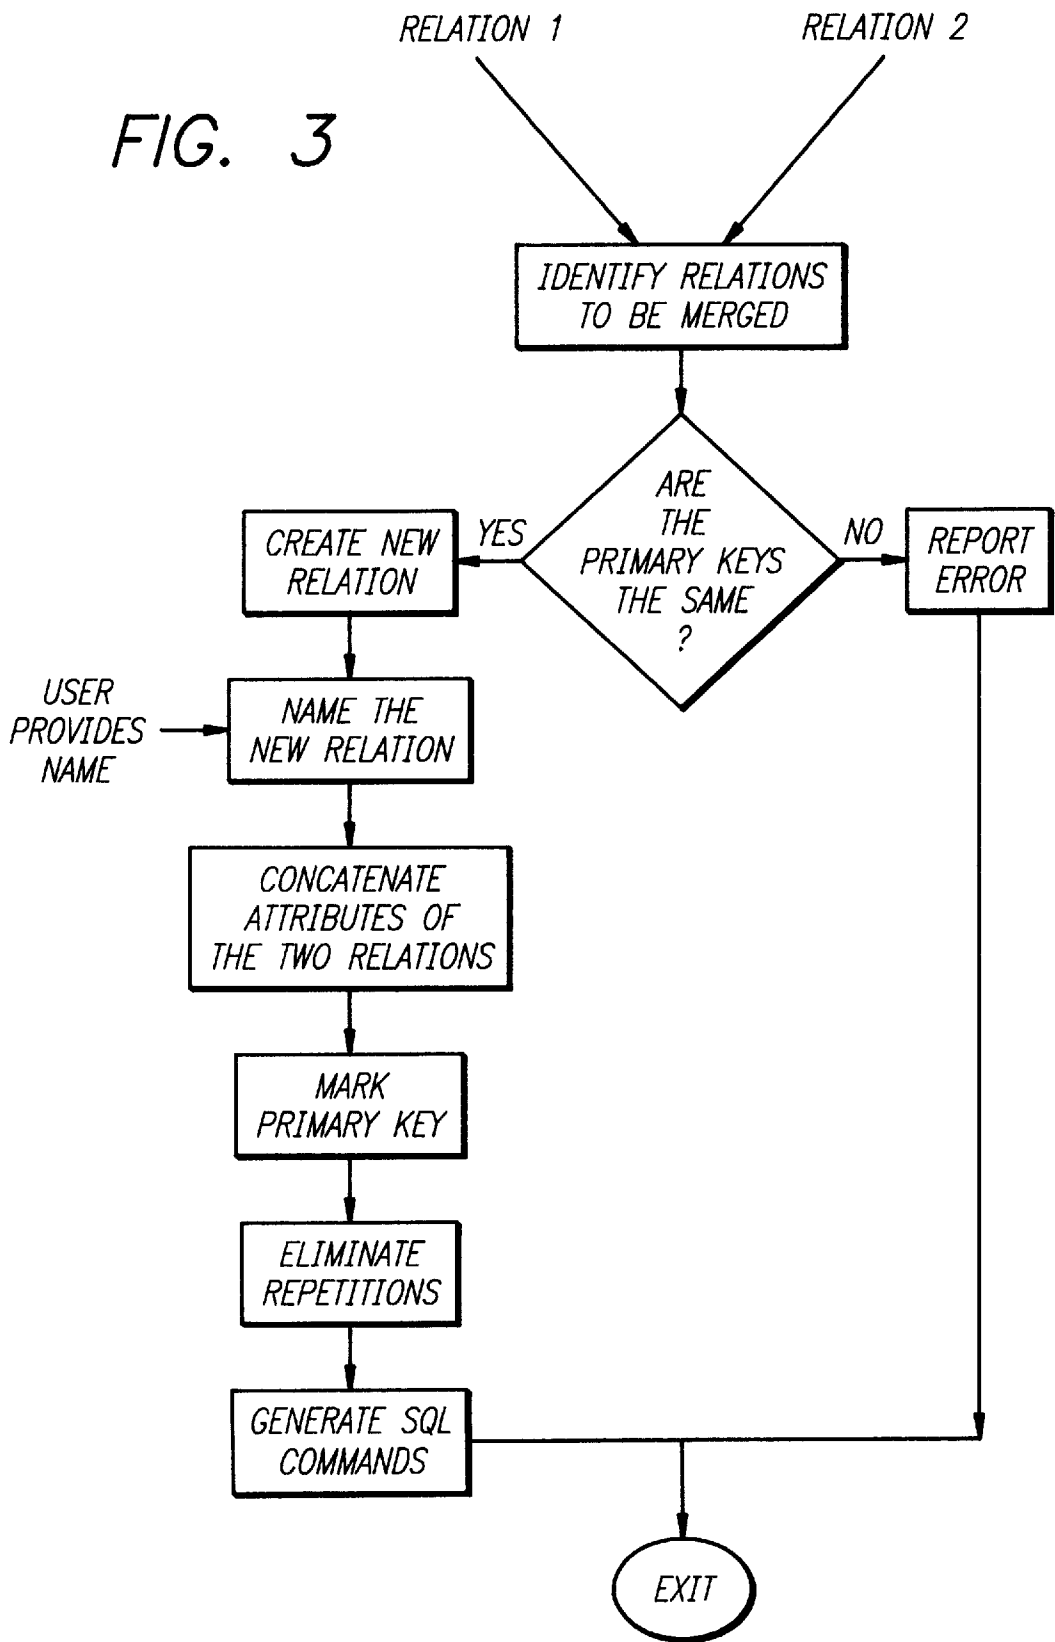 RELATION 1
RELATION 2
FIG. 3
IDENTIFY RELATIONS
TO BE MERGED
ARE
THE
PRIMARY KEYS
THE SAME
?
YES
NO
CREATE NEW
RELATION
REPORT
ERROR
USER
PROVIDES
NAME
NAME THE
NEW RELATION
CONCATENATE
ATTRIBUTES OF
THE TWO RELATIONS
MARK
PRIMARY KEY
ELIMINATE
REPETITIONS
GENERATE SQL
COMMANDS
EXIT